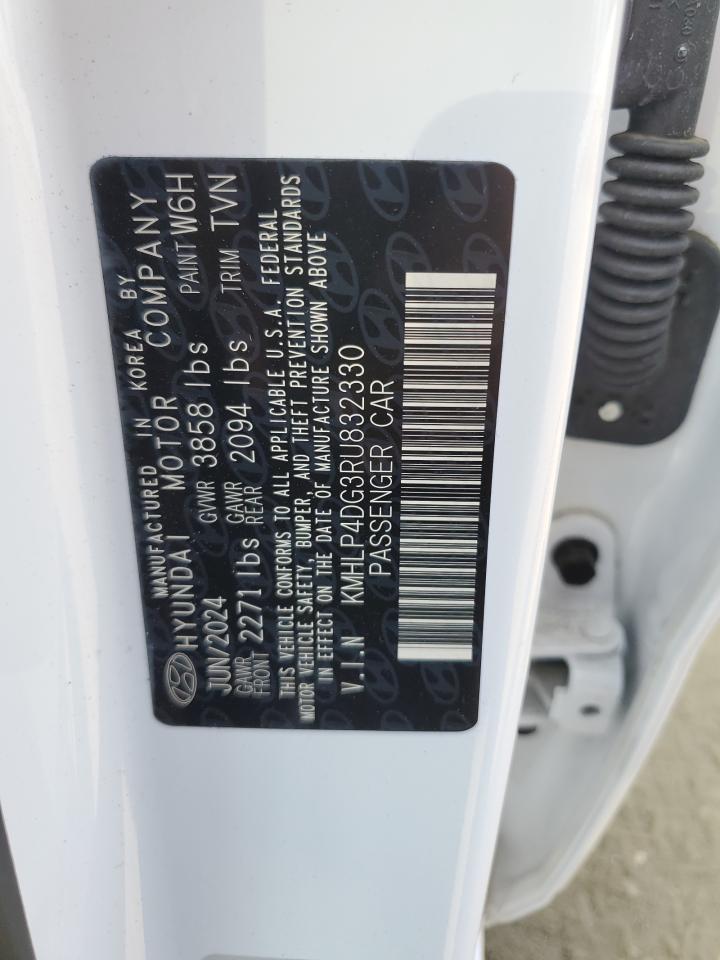 MANUFACTURED IN KOREA BY
HYUNDAI MOTOR COMPANY
JUN/2024 GVWR 3858 lbs PAINT W6H
GAWR FRONT 2271 lbs GAWR REAR 2094 lbs TRIM TVN
THIS VEHICLE CONFORMS TO ALL APPLICABLE U.S.A. FEDERAL
MOTOR VEHICLE SAFETY, BUMPER, AND THEFT PREVENTION STANDARDS
IN EFFECT ON THE DATE OF MANUFACTURE SHOWN ABOVE
V.I.N KMHLP4DG3RU832330
PASSENGER CAR